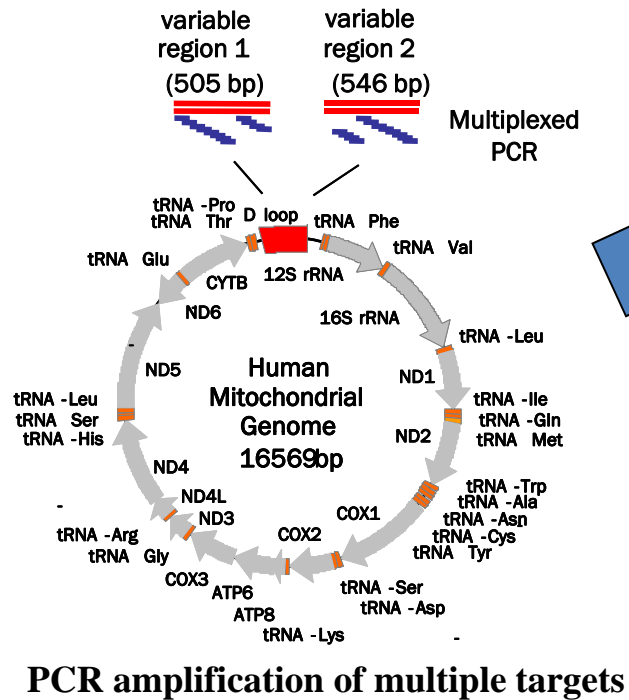 variable
region 1
(505 bp)
variable
region 2
(546 bp)
Multiplexed
PCR
tRNA -Pro
tRNA Thr
D loop
tRNA Phe
tRNA Val
tRNA Glu
CYTB
12S rRNA
ND6
16S rRNA
tRNA -Leu
ND5
ND1
Human
Mitochondrial
Genome
16569bp
tRNA -Leu
tRNA Ser
tRNA -His
tRNA -Ile
tRNA -Gln
tRNA Met
ND2
ND4
tRNA -Trp
tRNA -Ala
tRNA -Asn
tRNA -Cys
tRNA Tyr
ND4L
ND3
COX1
tRNA -Arg
tRNA Gly
COX2
COX3
ATP6
ATP8
tRNA -Ser
tRNA -Asp
tRNA -Lys
PCR amplification of multiple targets